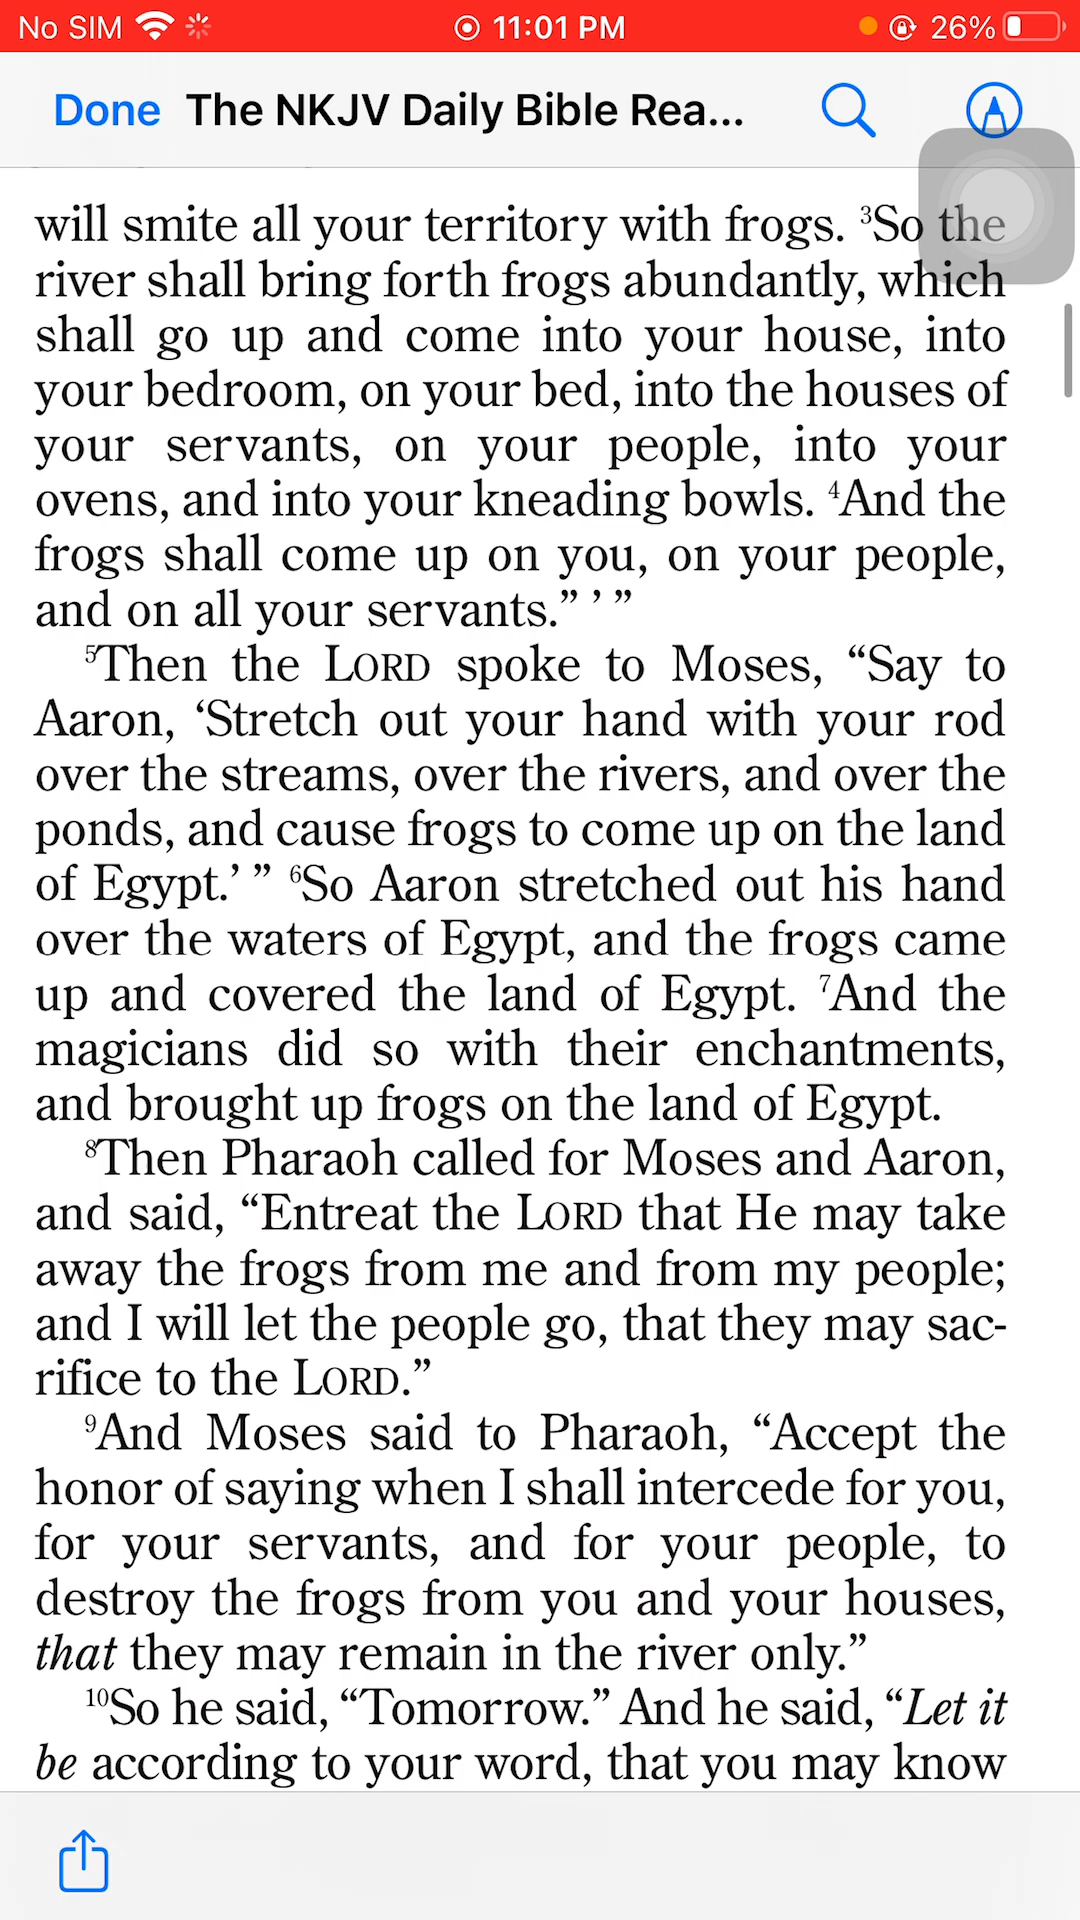 No SIM 11:01 PM 26%
Done The NKJV Daily Bible Rea...
will smite all your territory with frogs. ³So the
river shall bring forth frogs abundantly, which
shall go up and come into your house, into
your bedroom, on your bed, into the houses of
your servants, on your people, into your
ovens, and into your kneading bowls. ⁴And the
frogs shall come up on you, on your people,
and on all your servants.” ’ ”
⁵Then the LORD spoke to Moses, “Say to
Aaron, ‘Stretch out your hand with your rod
over the streams, over the rivers, and over the
ponds, and cause frogs to come up on the land
of Egypt.’ ” ⁶So Aaron stretched out his hand
over the waters of Egypt, and the frogs came
up and covered the land of Egypt. ⁷And the
magicians did so with their enchantments,
and brought up frogs on the land of Egypt.
⁸Then Pharaoh called for Moses and Aaron,
and said, “Entreat the LORD that He may take
away the frogs from me and from my people;
and I will let the people go, that they may sac-
rifice to the LORD.”
⁹And Moses said to Pharaoh, “Accept the
honor of saying when I shall intercede for you,
for your servants, and for your people, to
destroy the frogs from you and your houses,
that they may remain in the river only.”
¹⁰So he said, “Tomorrow.” And he said, “Let it
be according to your word, that you may know